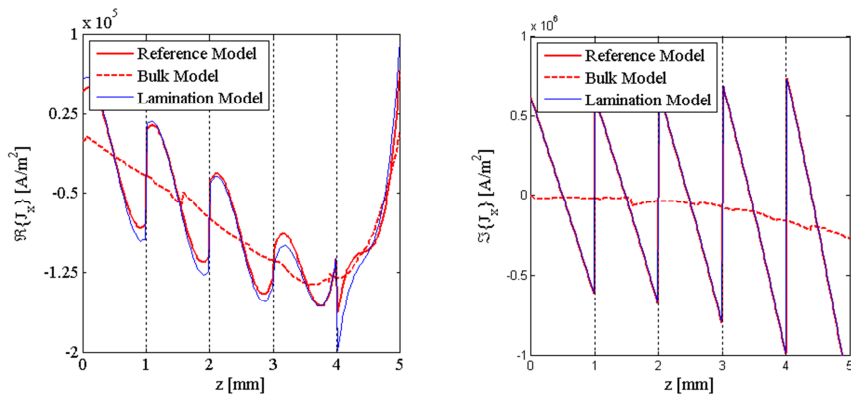 x 10^5
1
Reference Model
Bulk Model
Lamination Model
0.25
-0.5
-1.25
-2
ℜ{J_x} [A/m²]
0 1 2 3 4 5
z [mm]
x 10^6
1
Reference Model
Bulk Model
Lamination Model
0.5
0
-0.5
-1
ℑ{J_x} [A/m²]
0 1 2 3 4 5
z [mm]